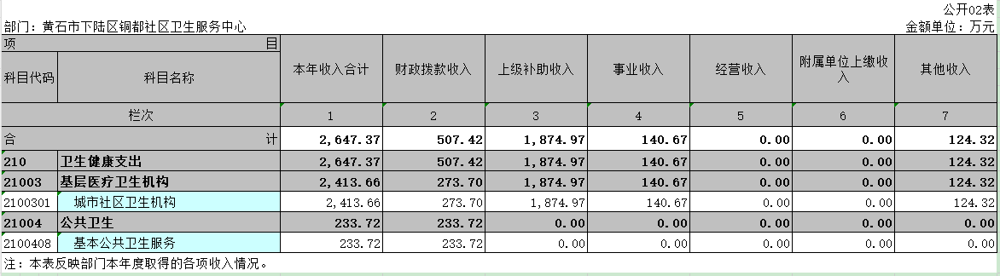 公开02表
部门：黄石市下陆区铜都社区卫生服务中心 金额单位：万元
项 目 本年收入合计 财政拨款收入 上级补助收入 事业收入 经营收入 附属单位上缴收入 其他收入
科目代码 科目名称
栏次 1 2 3 4 5 6 7
合 计 2,647.37 507.42 1,874.97 140.67 0.00 0.00 124.32
210 卫生健康支出 2,647.37 507.42 1,874.97 140.67 0.00 0.00 124.32
21003 基层医疗卫生机构 2,413.66 273.70 1,874.97 140.67 0.00 0.00 124.32
2100301 城市社区卫生机构 2,413.66 273.70 1,874.97 140.67 0.00 0.00 124.32
21004 公共卫生 233.72 233.72 0.00 0.00 0.00 0.00 0.00
2100408 基本公共卫生服务 233.72 233.72 0.00 0.00 0.00 0.00 0.00
注：本表反映部门本年度取得的各项收入情况。